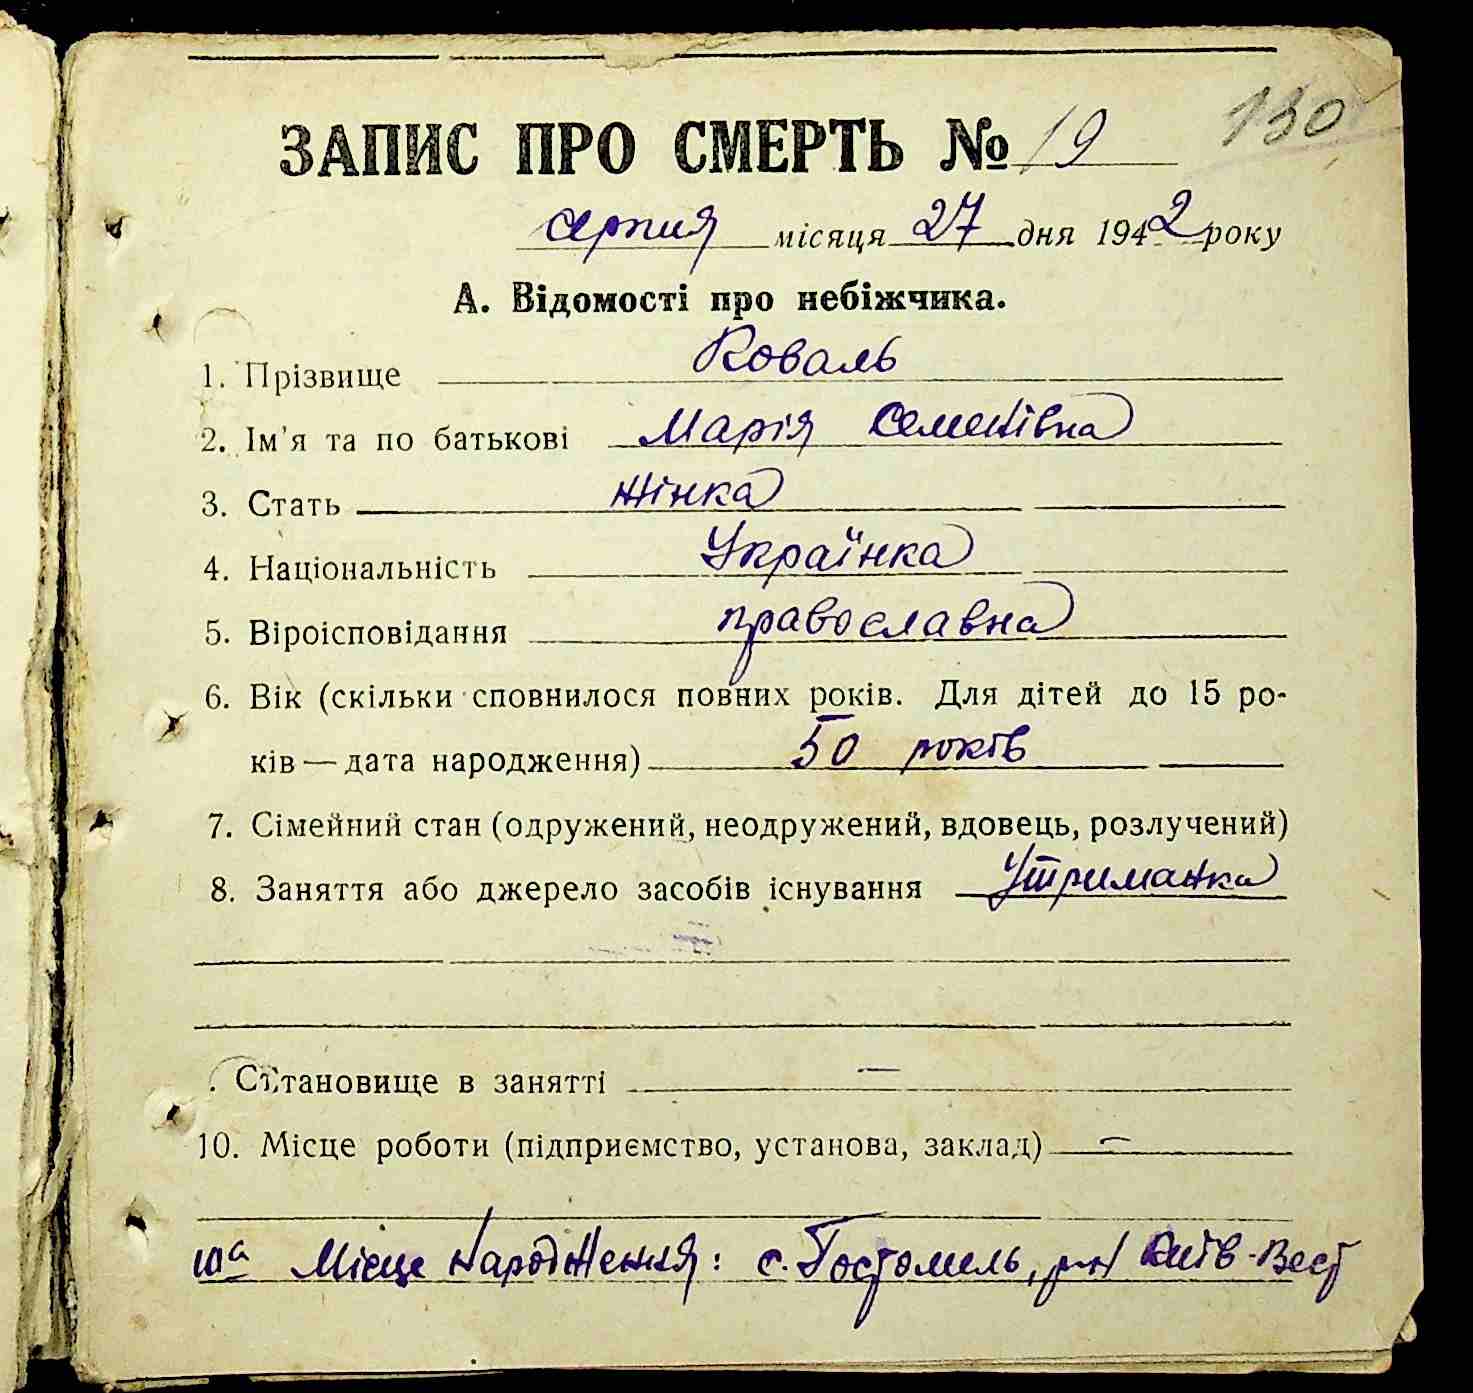 130
ЗАПИС ПРО СМЕРТЬ № 19
серпня місяця 27 дня 1942 року
А. Відомості про небіжчика.
1. Прізвище Коваль
2. Ім'я та по батькові Марія Семенівна
3. Стать жінка
4. Національність Українка
5. Віроісповідання православна
6. Вік (скільки сповнилося повних років. Для дітей до 15 ро-
ків — дата народження) 50 років
7. Сімейний стан (одружений, неодружений, вдовець, розлучений)
8. Заняття або джерело засобів існування Утриманка
Становище в занятті —
10. Місце роботи (підприємство, установа, заклад) —
10а Місце народження: с. Гостомель, р-н Київ-Вест